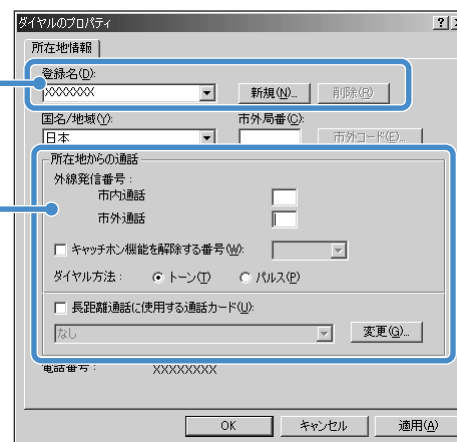 ダイヤルのプロパティ
所在地情報
登録名(D):
XXXXXXX 新規(N)... 削除(R)
国名/地域(Y): 市外局番(C):
日本 市外コード(E)...
所在地からの通話
外線発信番号:
市内通話
市外通話
キャッチホン機能を解除する番号(W):
ダイヤル方法: トーン(T) パルス(P)
長距離通話に使用する通話カード(U):
なし 変更(G)...
電話番号: XXXXXXXX
OK キャンセル 適用(A)